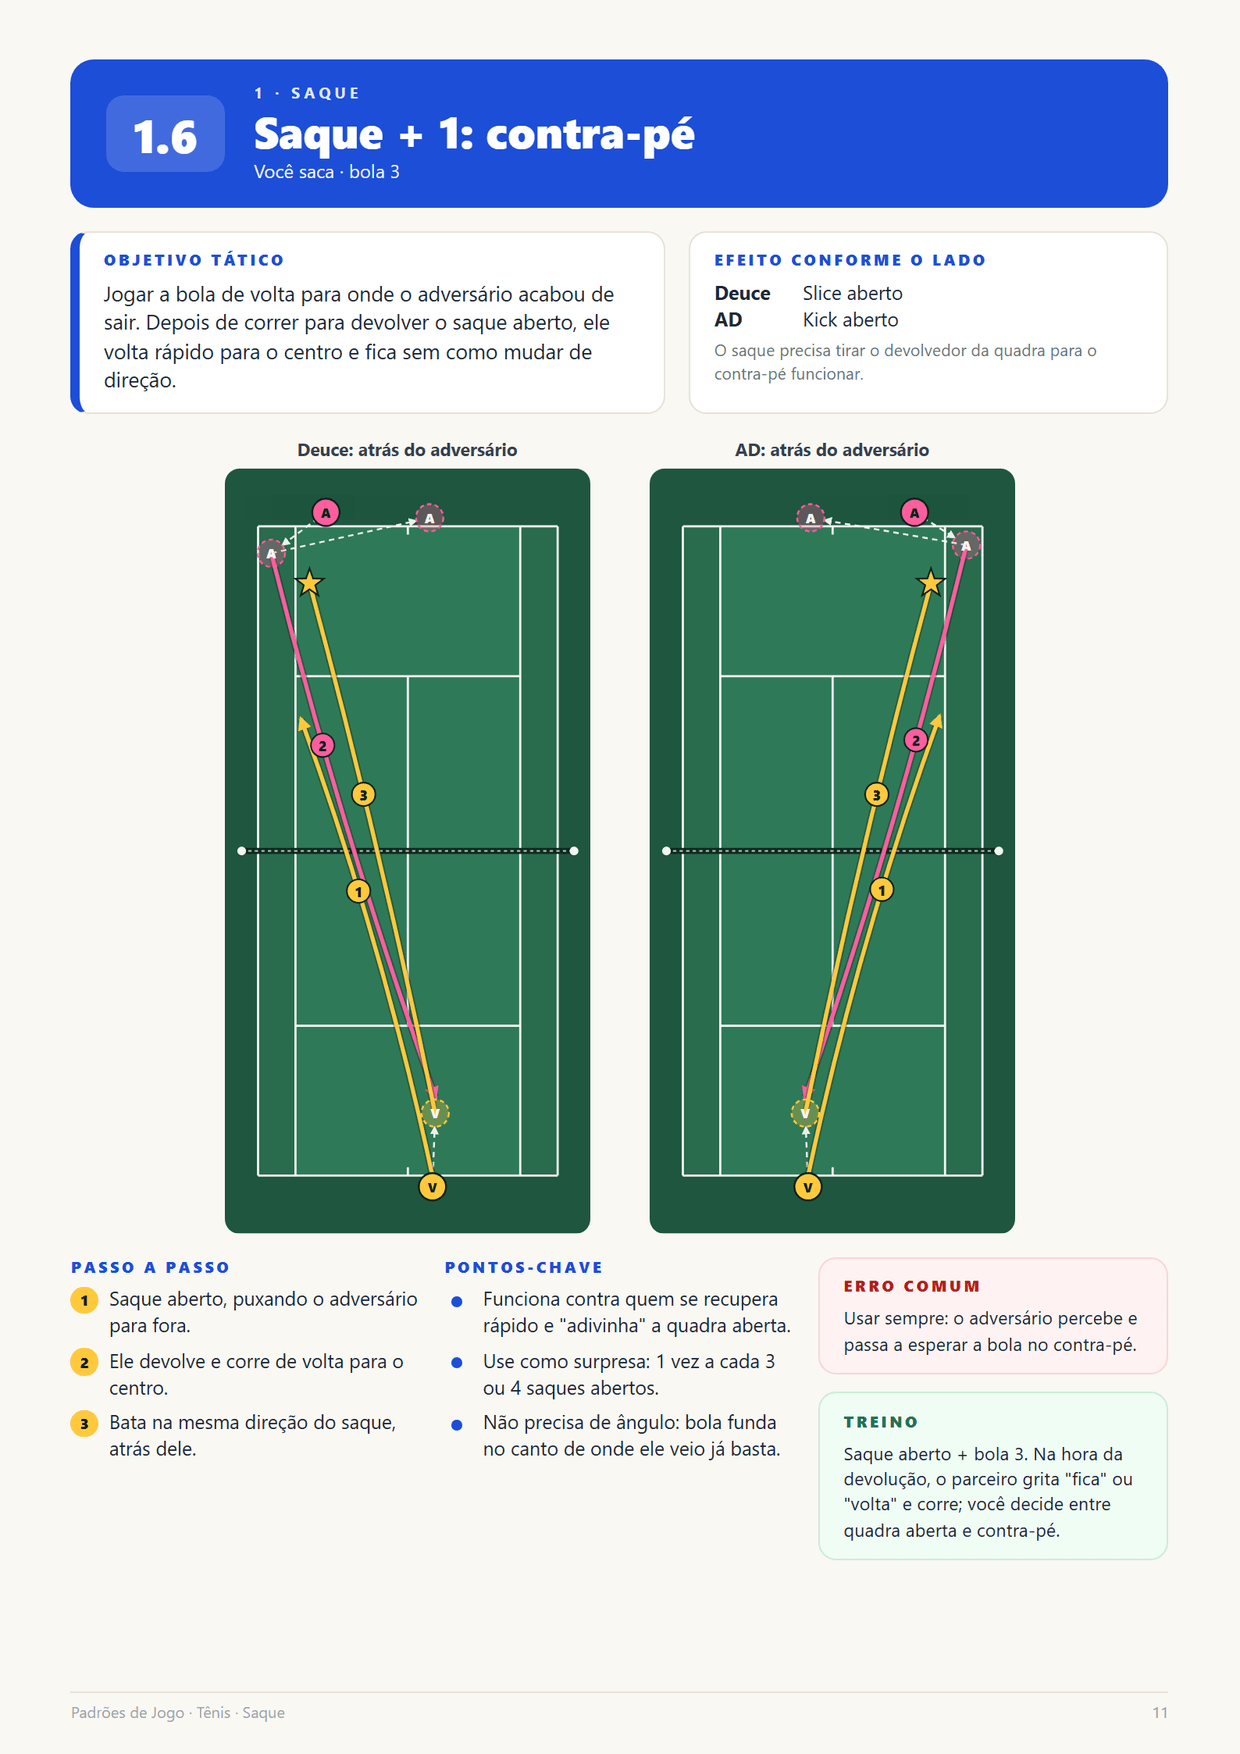 1 · SAQUE
1.6
Saque + 1: contra-pé
Você saca · bola 3
OBJETIVO TÁTICO
Jogar a bola de volta para onde o adversário acabou de
sair. Depois de correr para devolver o saque aberto, ele
volta rápido para o centro e fica sem como mudar de
direção.
EFEITO CONFORME O LADO
Deuce Slice aberto
AD Kick aberto
O saque precisa tirar o devolvedor da quadra para o
contra-pé funcionar.
Deuce: atrás do adversário
A
A
A
2
3
1
V
V
AD: atrás do adversário
A
A
A
2
3
1
V
V
PASSO A PASSO
1 Saque aberto, puxando o adversário
para fora.
2 Ele devolve e corre de volta para o
centro.
3 Bata na mesma direção do saque,
atrás dele.
PONTOS-CHAVE
Funciona contra quem se recupera
rápido e "adivinha" a quadra aberta.
Use como surpresa: 1 vez a cada 3
ou 4 saques abertos.
Não precisa de ângulo: bola funda
no canto de onde ele veio já basta.
ERRO COMUM
Usar sempre: o adversário percebe e
passa a esperar a bola no contra-pé.
TREINO
Saque aberto + bola 3. Na hora da
devolução, o parceiro grita "fica" ou
"volta" e corre; você decide entre
quadra aberta e contra-pé.
Padrões de Jogo · Tênis · Saque
11